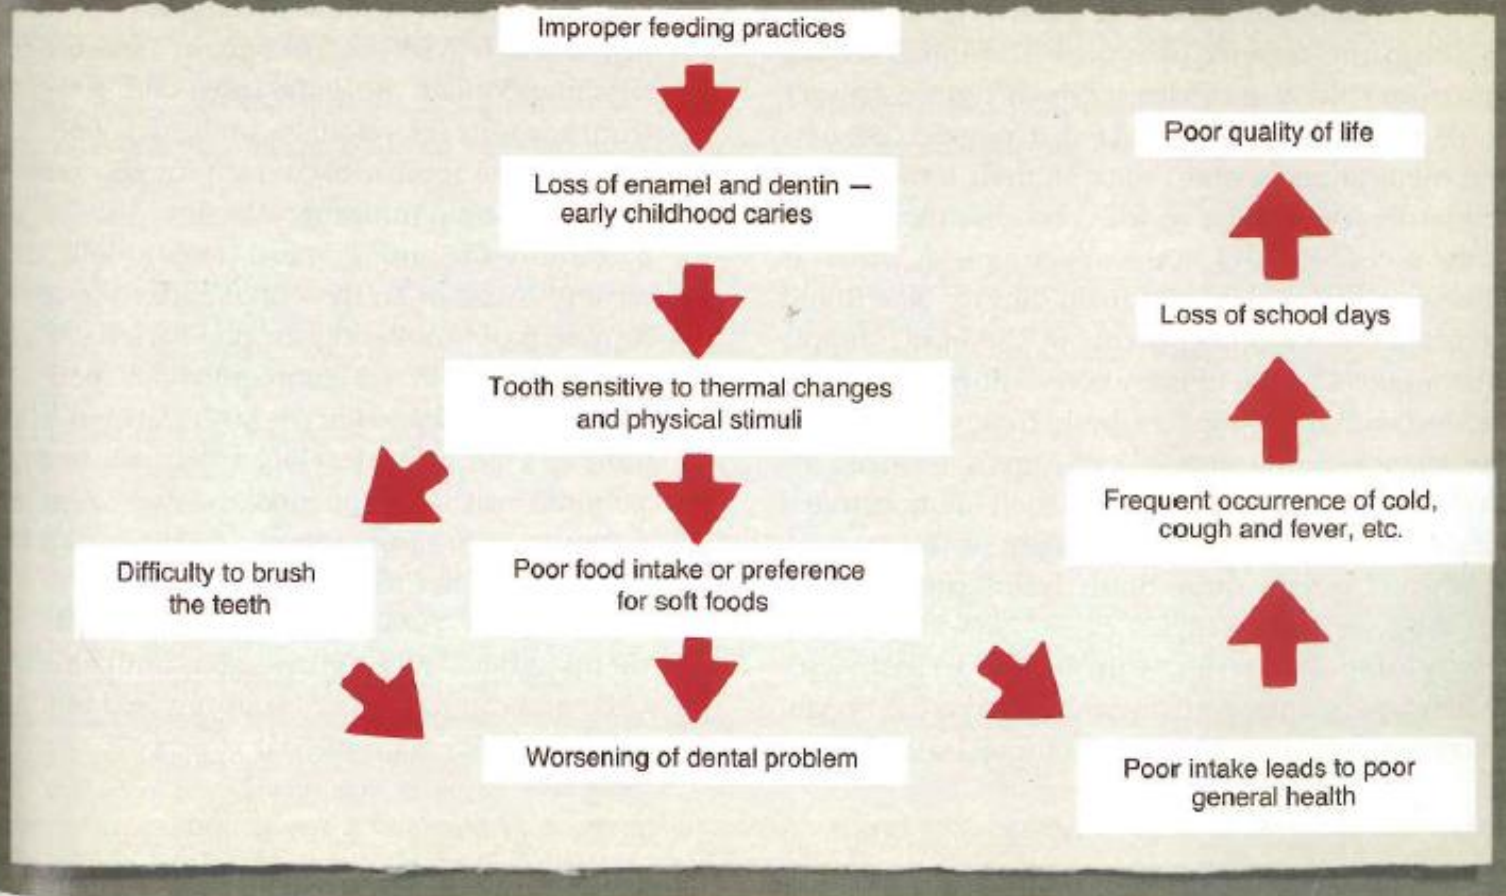 Improper feeding practices
Loss of enamel and dentin —
early childhood caries
Tooth sensitive to thermal changes
and physical stimuli
Difficulty to brush
the teeth
Poor food intake or preference
for soft foods
Worsening of dental problem
Poor intake leads to poor
general health
Frequent occurrence of cold,
cough and fever, etc.
Loss of school days
Poor quality of life